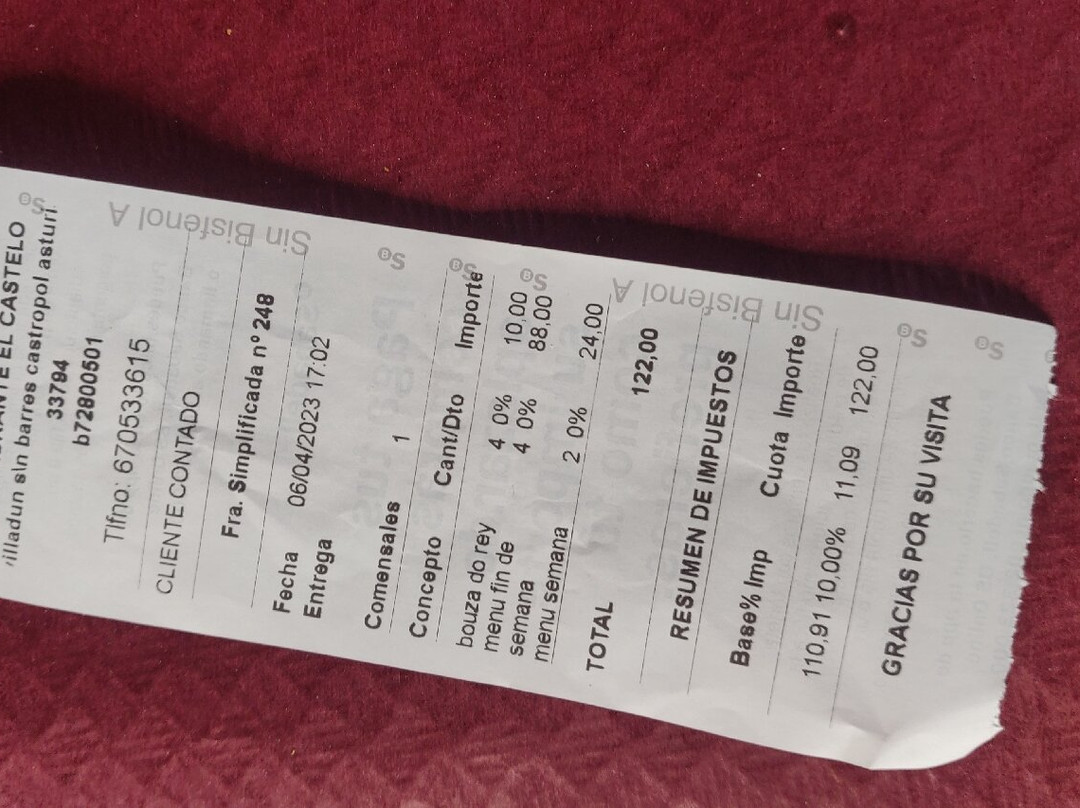 EL CASTELO
villadun sin barres castropol asturi
33794
b72800501
Tlfno: 670533615
CLIENTE CONTADO
Fra. Simplificada nº 248
Fecha 06/04/2023 17:02
Entrega
Comensales 1
Concepto Cant/Dto Importe
bouza do rey 4 0% 10,00
menu fin de 4 0% 88,00
semana
menu semana 2 0% 24,00
TOTAL 122,00
RESUMEN DE IMPUESTOS
Base% Imp Cuota Importe
110,91 10,00% 11,09 122,00
GRACIAS POR SU VISITA
Sin Bisfenol A
Sin Bisfenol A